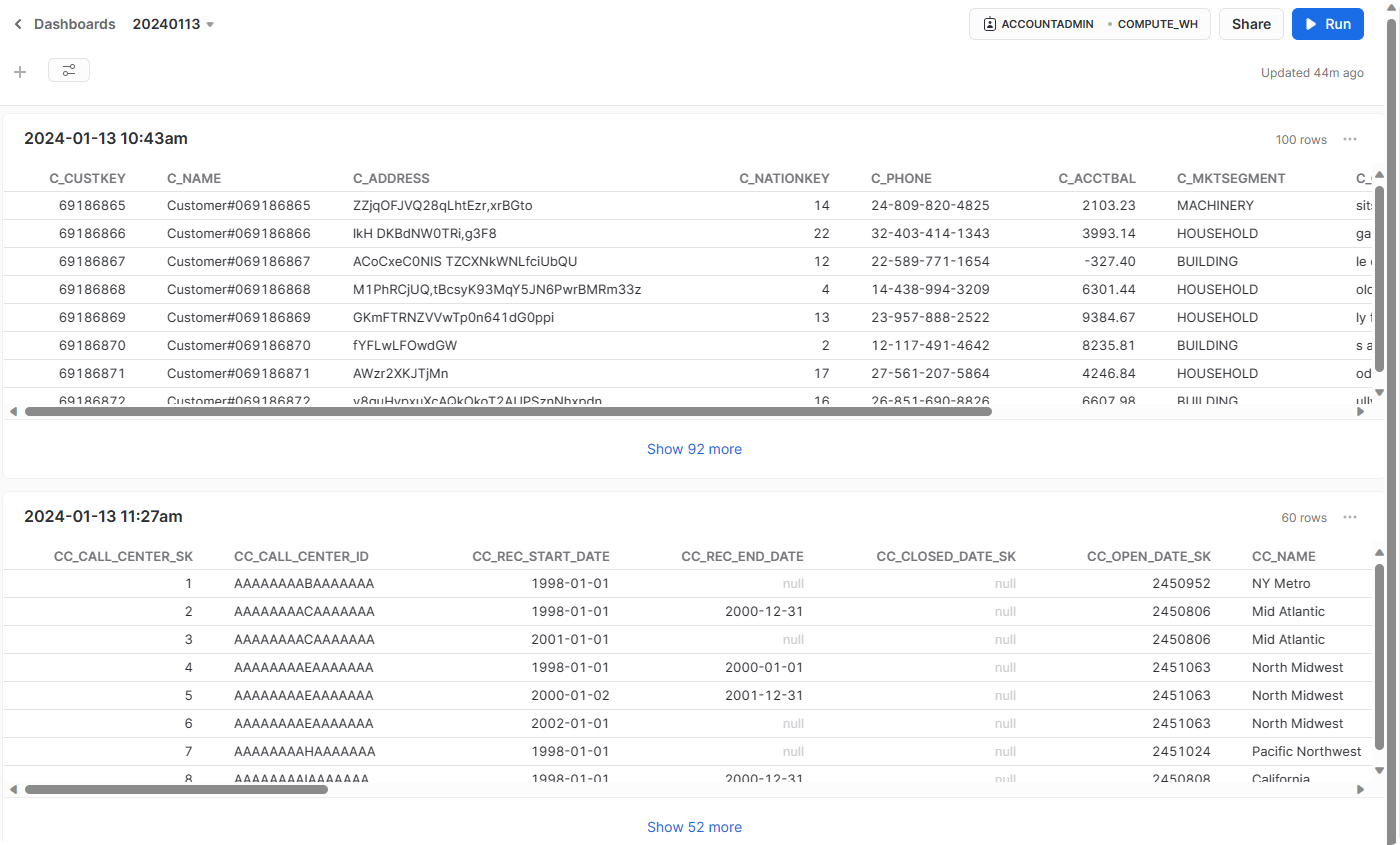 Dashboards 20240113 ACCOUNTADMIN • COMPUTE_WH Share Run
Updated 44m ago
2024-01-13 10:43am 100 rows ...
C_CUSTKEY C_NAME C_ADDRESS C_NATIONKEY C_PHONE C_ACCTBAL C_MKTSEGMENT
69186865 Customer#069186865 ZZjqOFJVQ28qLhtEzr,xrBGto 14 24-809-820-4825 2103.23 MACHINERY
69186866 Customer#069186866 IkH DKBdNW0TRi,g3F8 22 32-403-414-1343 3993.14 HOUSEHOLD ga
69186867 Customer#069186867 ACoCxeC0NIS TZCXNkWNLfciUbQU 12 22-589-771-1654 -327.40 BUILDING le
69186868 Customer#069186868 M1PhRCjUQ,tBcsyK93MqY5JN6PwrBMRm33z 4 14-438-994-3209 6301.44 HOUSEHOLD
69186869 Customer#069186869 GKmFTRNZVVwTp0n641dG0ppi 13 23-957-888-2522 9384.67 HOUSEHOLD ly
69186870 Customer#069186870 fYFLwLFOwdGW 2 12-117-491-4642 8235.81 BUILDING s a
69186871 Customer#069186871 AWzr2XKJTjMn 17 27-561-207-5864 4246.84 HOUSEHOLD od
69186872 Customer#069186872 16 26-851-690-8826 6607.98 BUILDING
Show 92 more
2024-01-13 11:27am 60 rows ...
CC_CALL_CENTER_SK CC_CALL_CENTER_ID CC_REC_START_DATE CC_REC_END_DATE CC_CLOSED_DATE_SK CC_OPEN_DATE_SK CC_NAME
1 AAAAAAAABAAAAAAA 1998-01-01 null null 2450952 NY Metro
2 AAAAAAAACAAAAAAA 1998-01-01 2000-12-31 null 2450806 Mid Atlantic
3 AAAAAAAACAAAAAAA 2001-01-01 null null 2450806 Mid Atlantic
4 AAAAAAAAEAAAAAAA 1998-01-01 2000-01-01 null 2451063 North Midwest
5 AAAAAAAAEAAAAAAA 2000-01-02 2001-12-31 null 2451063 North Midwest
6 AAAAAAAAEAAAAAAA 2002-01-01 null null 2451063 North Midwest
7 AAAAAAAAHAAAAAAA 1998-01-01 null null 2451024 Pacific Northwest
8 AAAAAAAAIAAAAAAA 1998-01-01 2000-12-31 null 2450808 California
Show 52 more